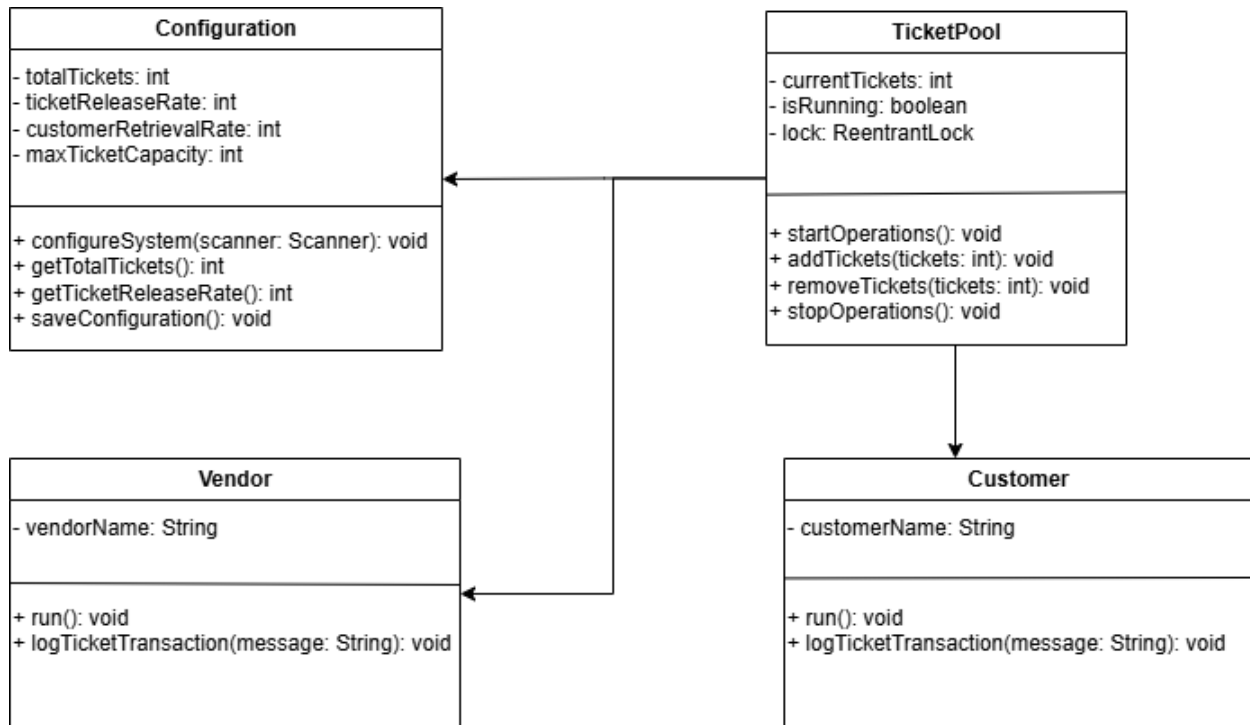 Configuration
- totalTickets: int
- ticketReleaseRate: int
- customerRetrievalRate: int
- maxTicketCapacity: int
+ configureSystem(scanner: Scanner): void
+ getTotalTickets(): int
+ getTicketReleaseRate(): int
+ saveConfiguration(): void
TicketPool
- currentTickets: int
- isRunning: boolean
- lock: ReentrantLock
+ startOperations(): void
+ addTickets(tickets: int): void
+ removeTickets(tickets: int): void
+ stopOperations(): void
Vendor
- vendorName: String
+ run(): void
+ logTicketTransaction(message: String): void
Customer
- customerName: String
+ run(): void
+ logTicketTransaction(message: String): void